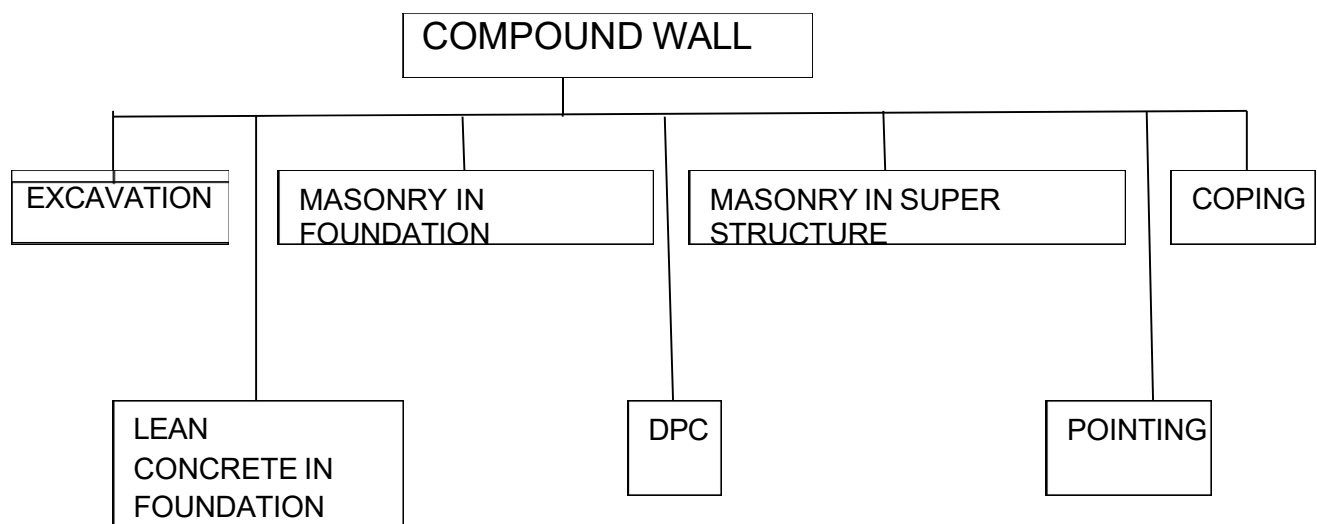 COMPOUND WALL
EXCAVATION
MASONRY IN
FOUNDATION
MASONRY IN SUPER
STRUCTURE
COPING
LEAN
CONCRETE IN
FOUNDATION
DPC
POINTING